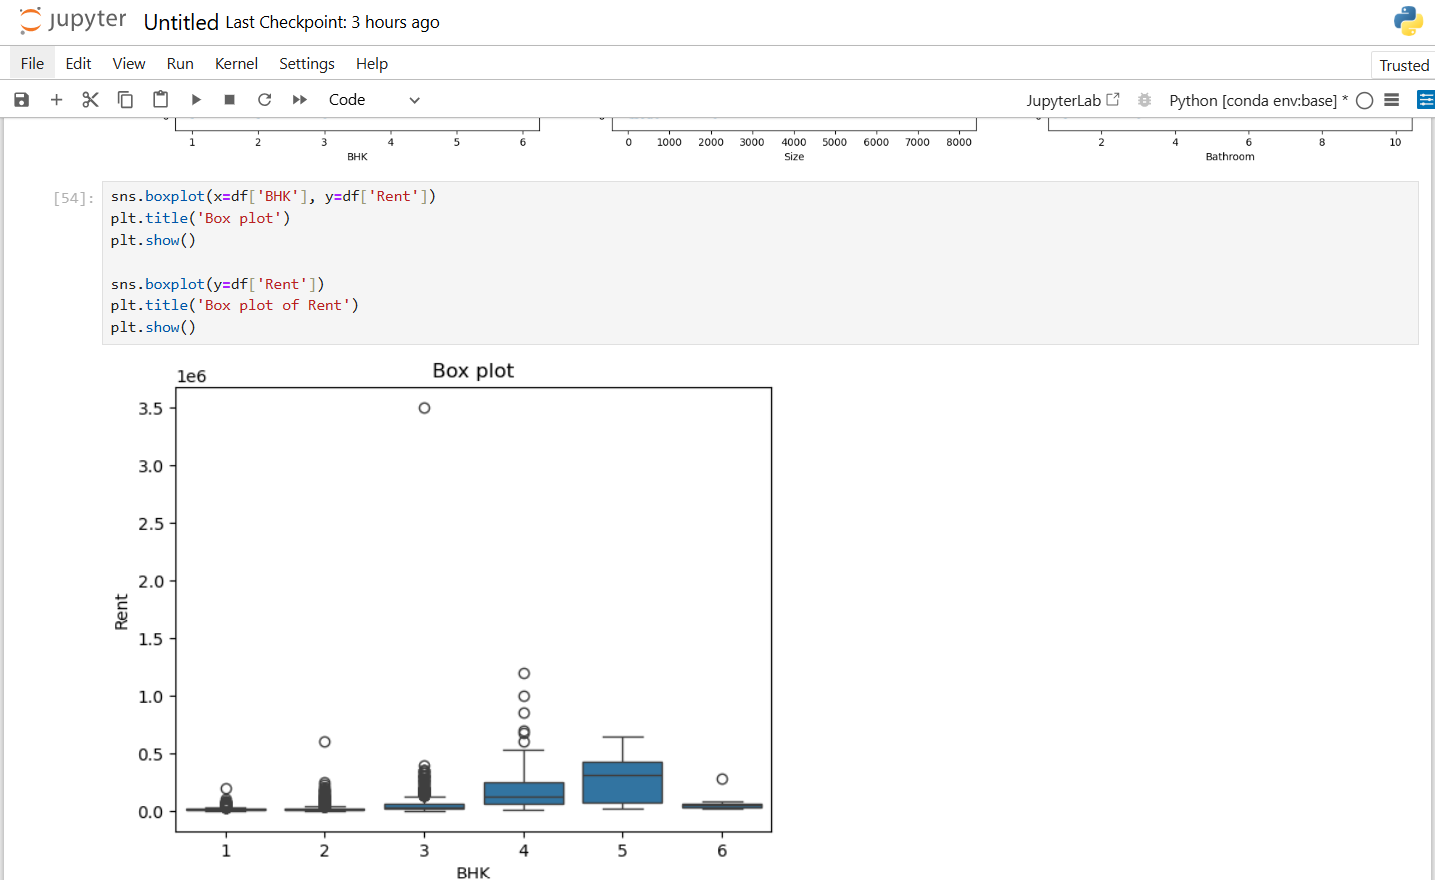 jupyter Untitled Last Checkpoint: 3 hours ago
File Edit View Run Kernel Settings Help Trusted
Code JupyterLab Python [conda env:base] *
1 2 3 4 5 6 0 1000 2000 3000 4000 5000 6000 7000 8000 2 4 6 8 10
BHK Size Bathroom
[54]: sns.boxplot(x=df['BHK'], y=df['Rent'])
plt.title('Box plot')
plt.show()
sns.boxplot(y=df['Rent'])
plt.title('Box plot of Rent')
plt.show()
Box plot
1e6
3.5
3.0
2.5
2.0
Rent
1.5
1.0
0.5
0.0
1 2 3 4 5 6
BHK